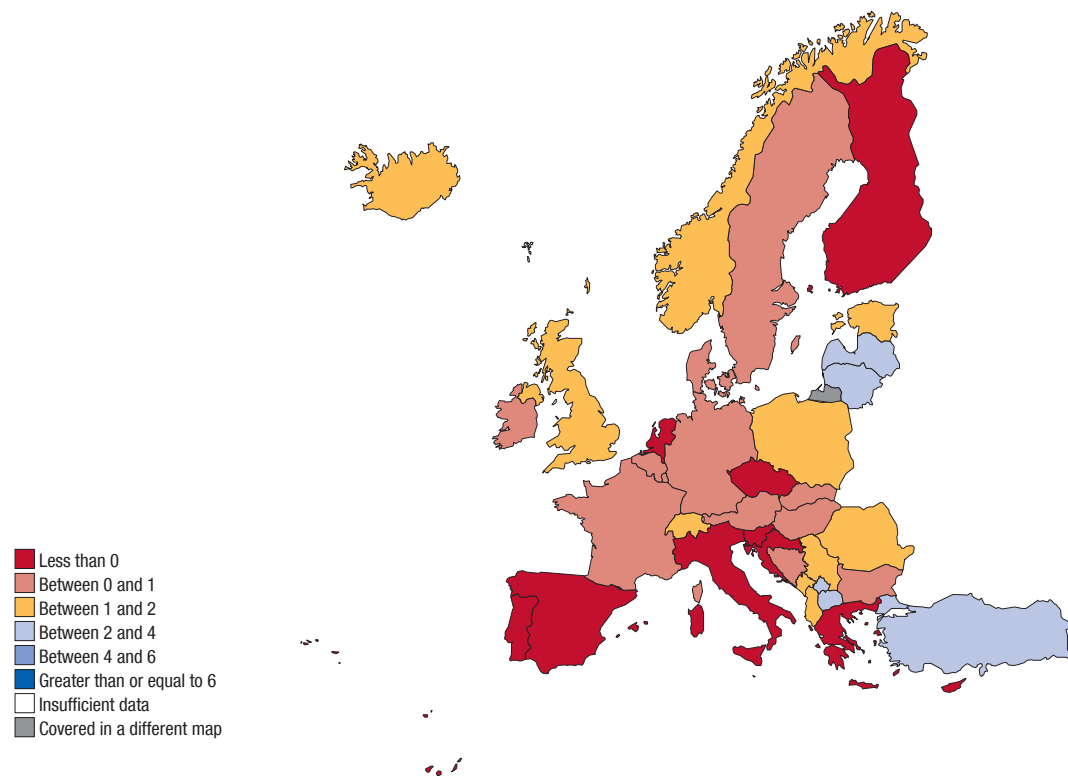 Less than 0
Between 0 and 1
Between 1 and 2
Between 2 and 4
Between 4 and 6
Greater than or equal to 6
Insufficient data
Covered in a different map